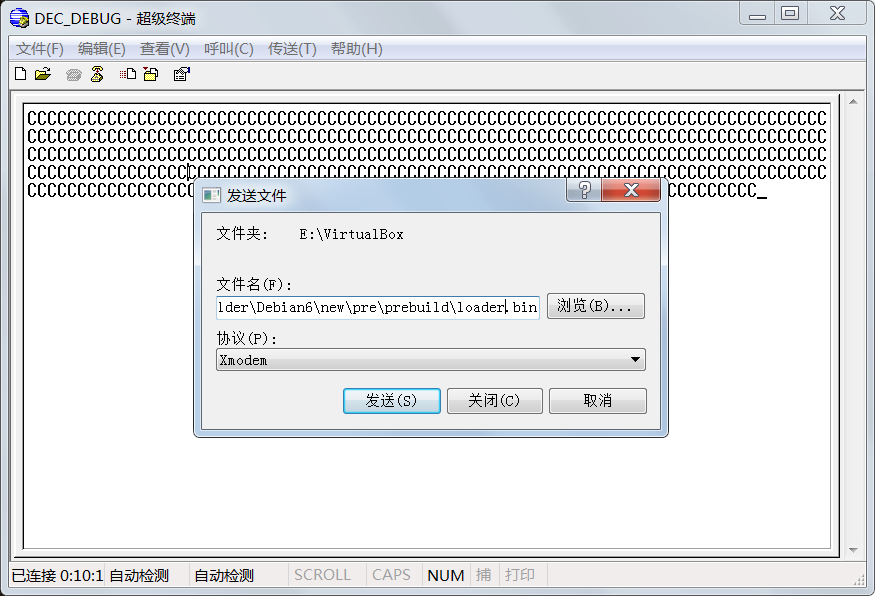 DEC_DEBUG - 超级终端
文件(F) 编辑(E) 查看(V) 呼叫(C) 传送(T) 帮助(H)
CCCCCCCCCCCCCCCCCCCCCCCCCCCCCCCCCCCCCCCCCCCCCCCCCCCCCCCCCCCCCCCCCCCCCCCCCCCCCCCC
CCCCCCCCCCCCCCCCCCCCCCCCCCCCCCCCCCCCCCCCCCCCCCCCCCCCCCCCCCCCCCCCCCCCCCCCCCCCCCCC
CCCCCCCCCCCCCCCCCCCCCCCCCCCCCCCCCCCCCCCCCCCCCCCCCCCCCCCCCCCCCCCCCCCCCCCCCCCCCCCC
CCCCCCCCCCCCCCCCCCCCCCCCCCCCCCCCCCCCCCCCCCCCCCCCCCCCCCCCCCCCCCCCCCCCCCCCCCCCCCCC
CCCCCCCCCCCCCCCCC CCCCCCCCC_
发送文件
文件夹: E:\VirtualBox
文件名(F):
lder\Debian6\new\pre\prebuild\loader.bin 浏览(B)...
协议(P):
Xmodem
发送(S) 关闭(C) 取消
已连接 0:10:1 自动检测 自动检测 SCROLL CAPS NUM 捕 打印